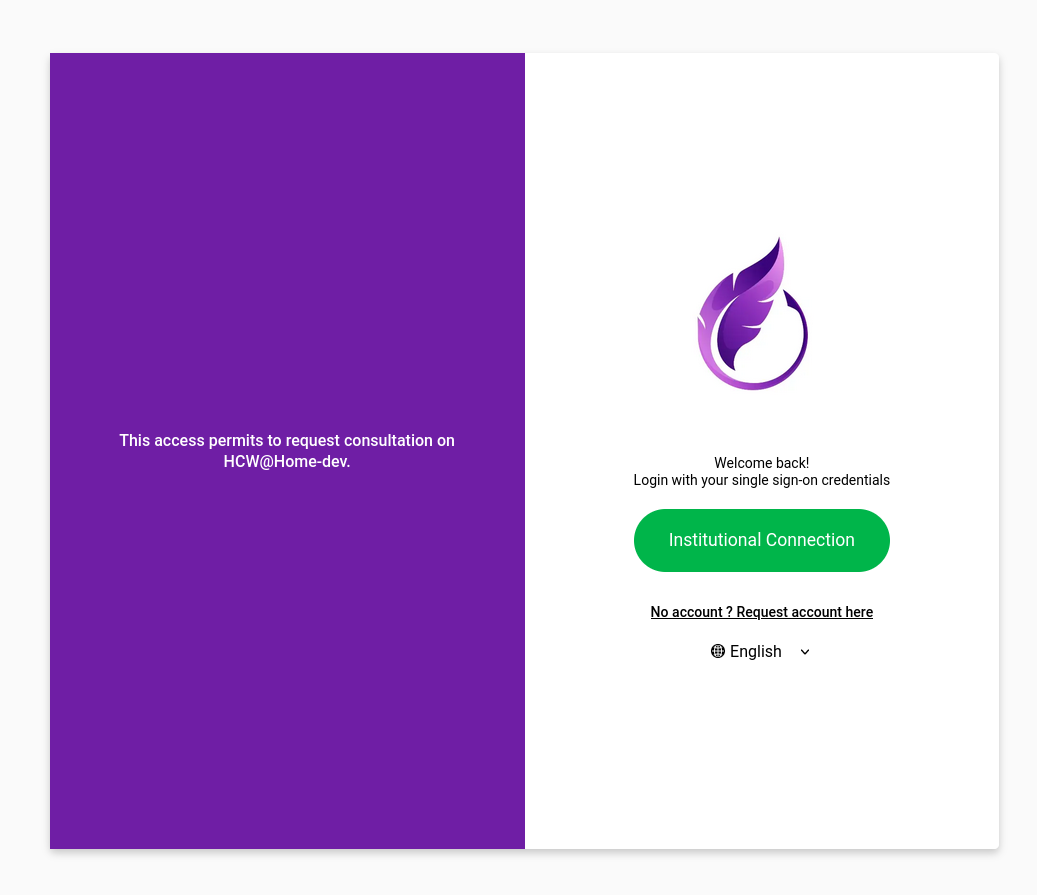 This access permits to request consultation on
HCW@Home-dev.
Welcome back!
Login with your single sign-on credentials
Institutional Connection
No account ? Request account here
English